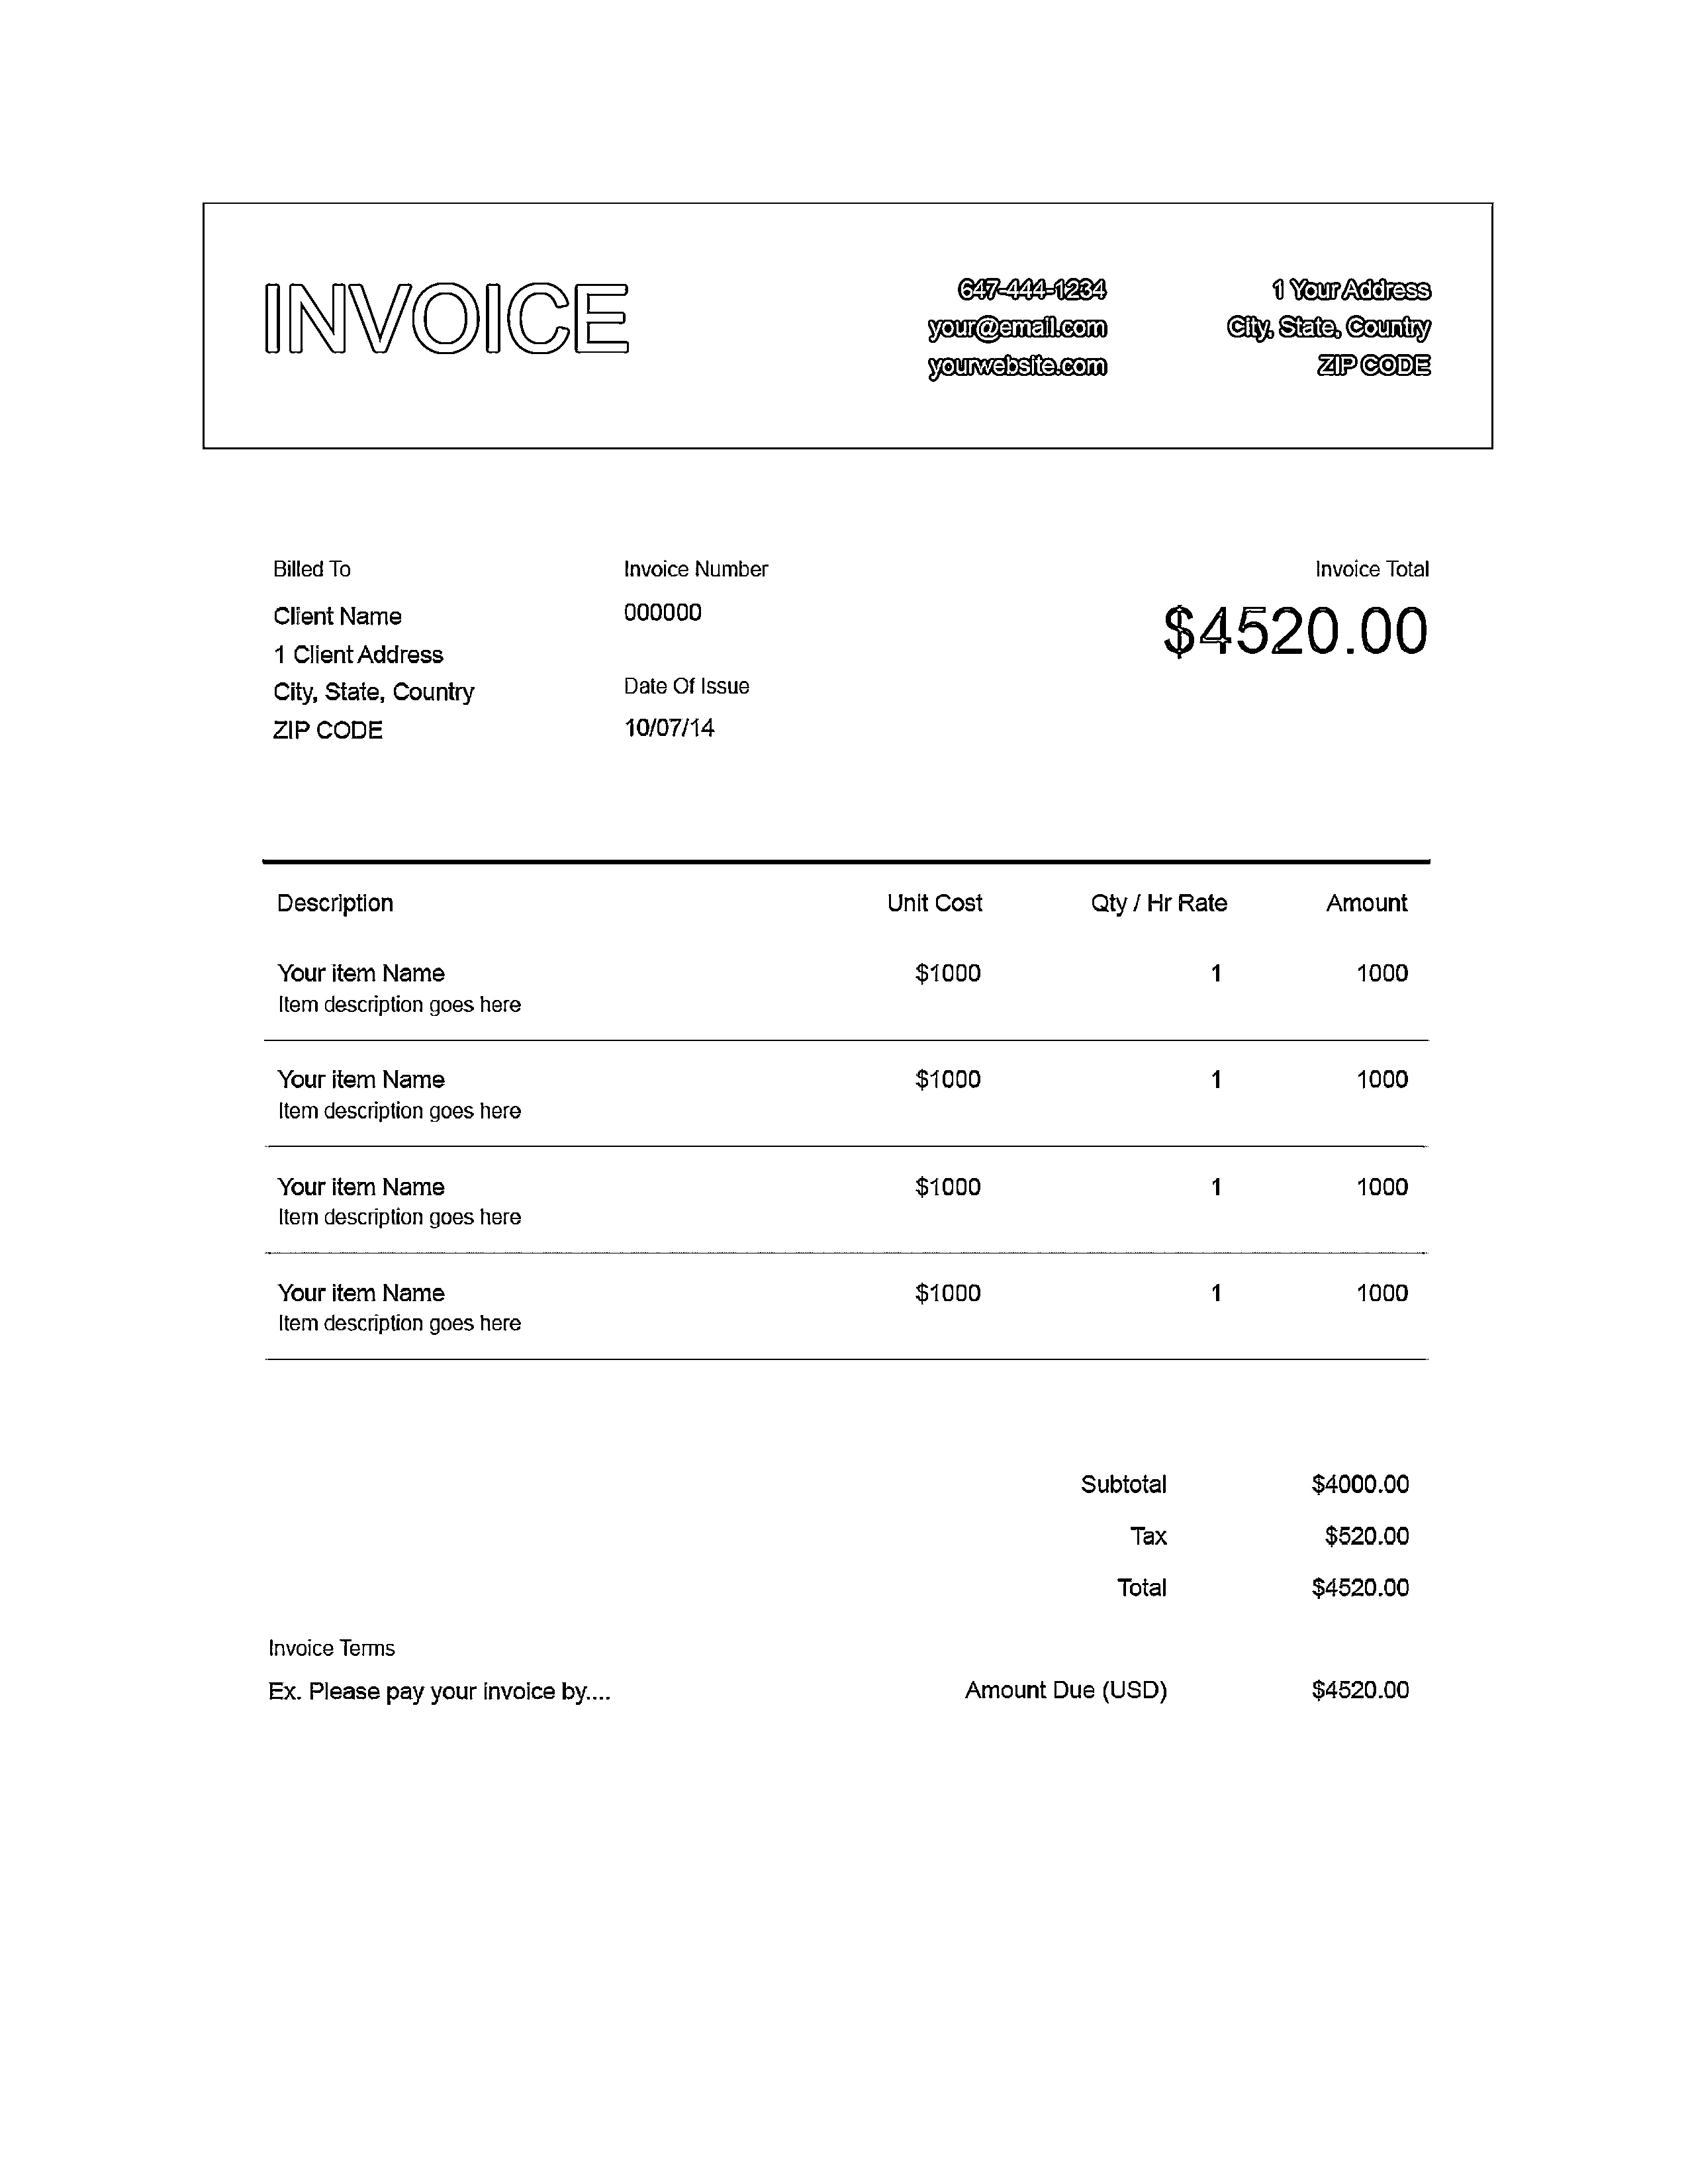 INVOICE
647-444-1234
your@email.com
yourwebsite.com
1 Your Address
City, State, Country
ZIP CODE
Billed To
Client Name
1 Client Address
City, State, Country
ZIP CODE
Invoice Number
000000
Date Of Issue
10/07/14
Invoice Total
$4520.00
Description Unit Cost Qty / Hr Rate Amount
Your item Name $1000 1 1000
Item description goes here
Your item Name $1000 1 1000
Item description goes here
Your item Name $1000 1 1000
Item description goes here
Your item Name $1000 1 1000
Item description goes here
Subtotal $4000.00
Tax $520.00
Total $4520.00
Invoice Terms
Ex. Please pay your invoice by....
Amount Due (USD) $4520.00